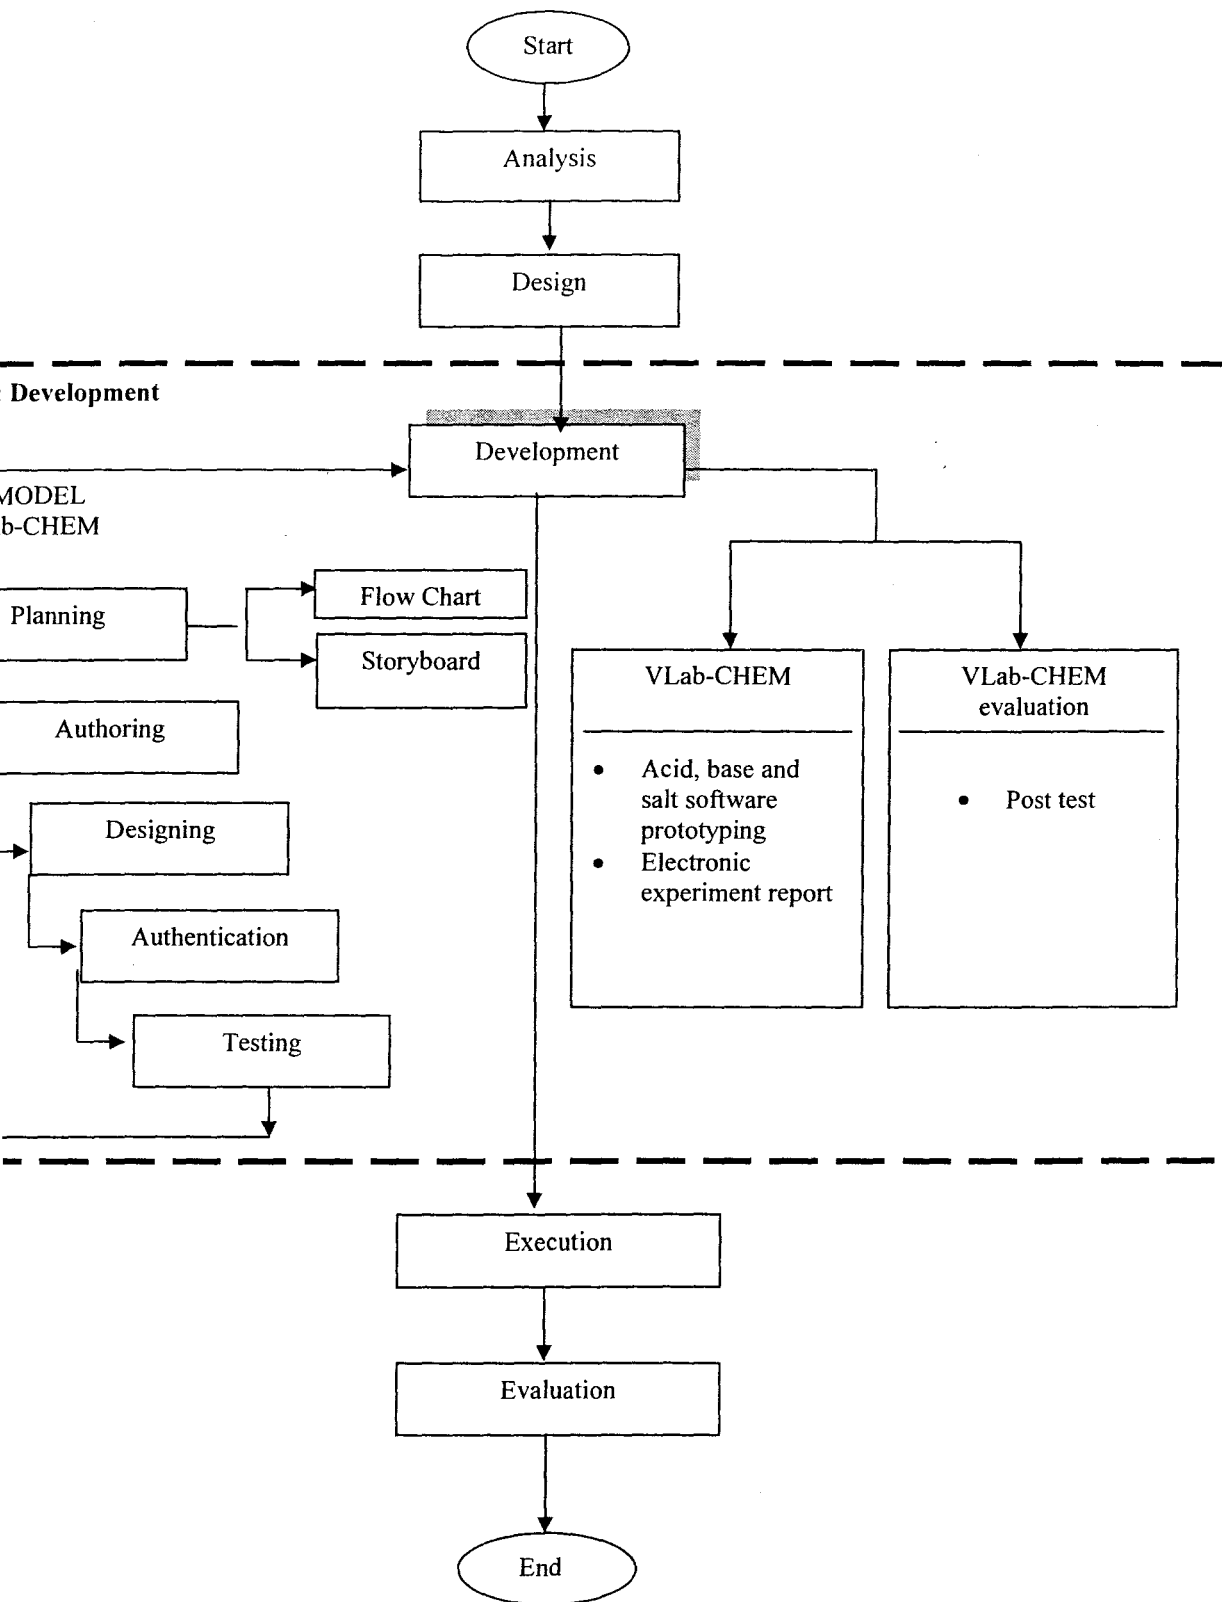 Start
Analysis
Design
: Development
Development
MODEL
b-CHEM
Planning
Flow Chart
Storyboard
Authoring
Designing
Authentication
Testing
VLab-CHEM
• Acid, base and
salt software
prototyping
• Electronic
experiment report
VLab-CHEM
evaluation
• Post test
Execution
Evaluation
End